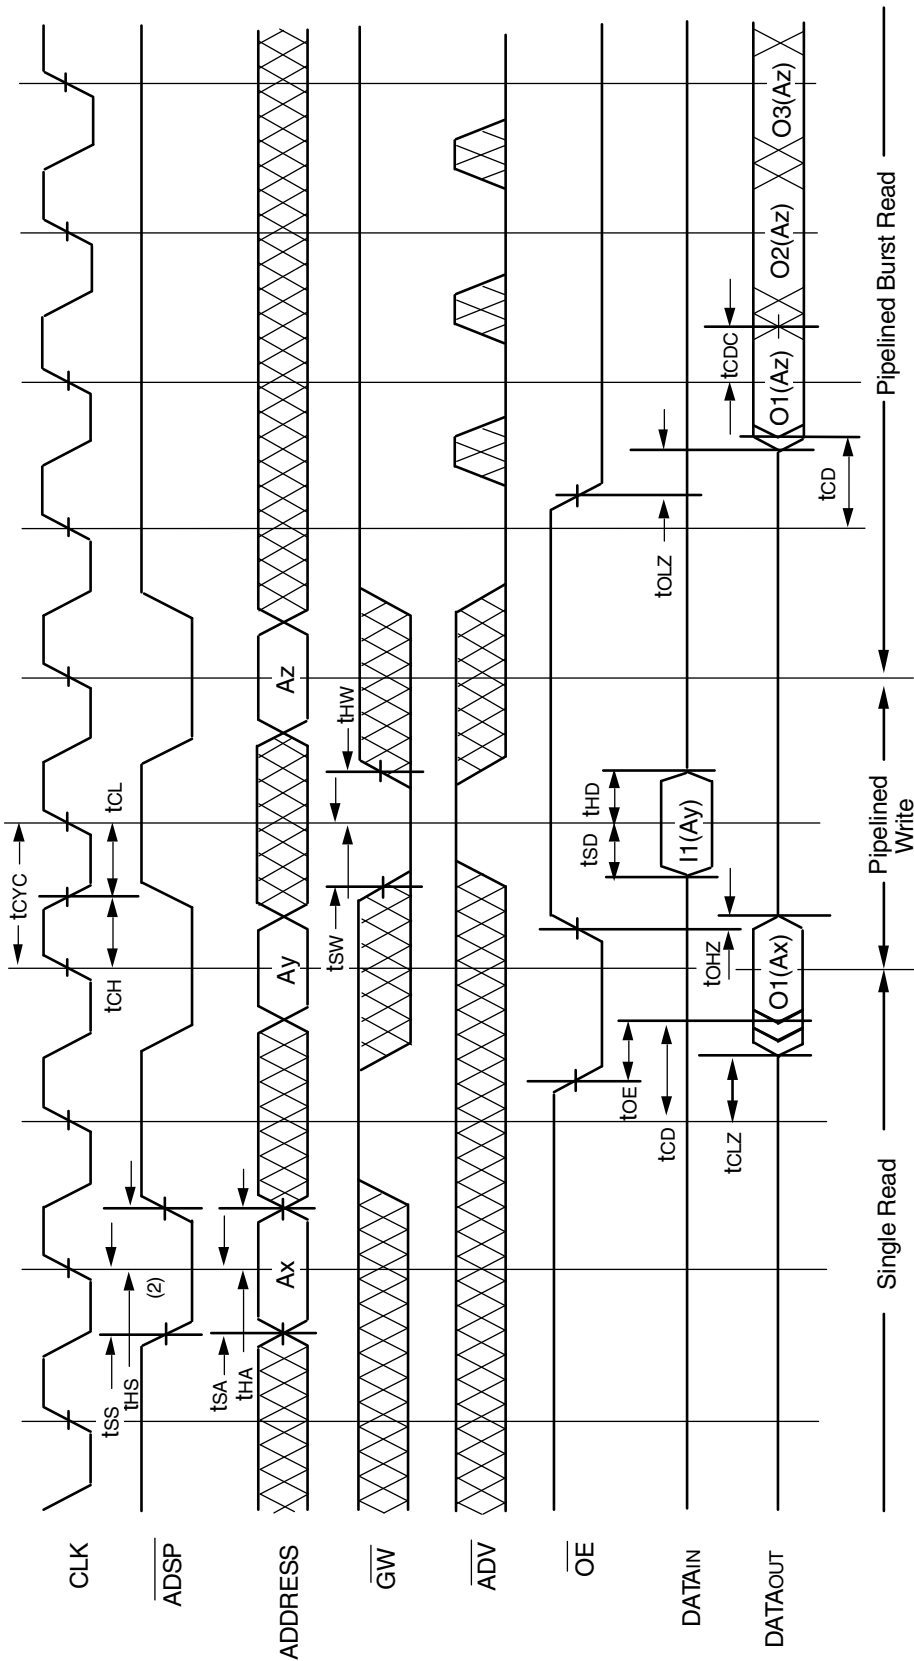 CLK
tCYC
tCH
tCL
ADSP
tSS
tHS
(2)
ADDRESS
tSA
tHA
Ax
Ay
Az
GW
tSW
tHW
ADV
OE
tOE
tOHZ
tOLZ
DATAIN
tSD
tHD
I1(Ay)
DATAOUT
tCD
tCLZ
O1(Ax)
tCD
tCDC
O1(Az)
O2(Az)
O3(Az)
Single Read
Pipelined
Write
Pipelined Burst Read